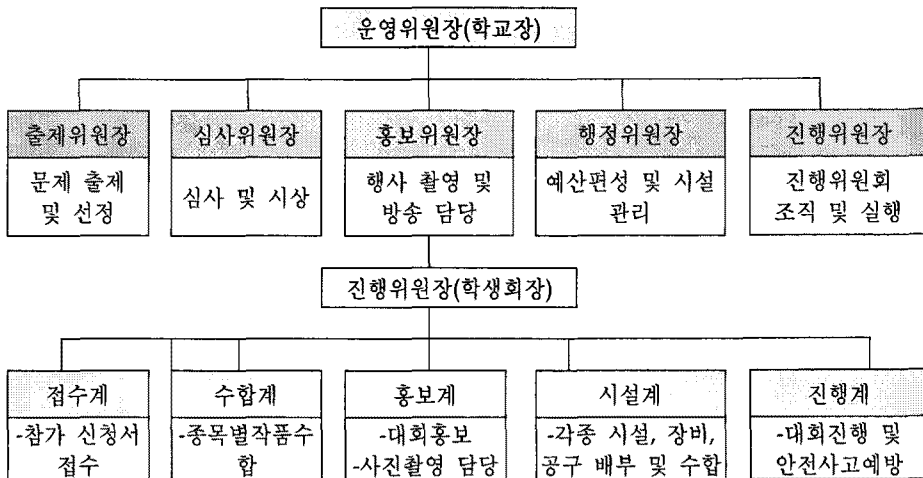 운영위원장(학교장)
출제위원장
문제 출제
및 선정
심사위원장
심사 및 시상
홍보위원장
행사 촬영 및
방송 담당
행정위원장
예산편성 및 시설
관리
진행위원장
진행위원회
조직 및 실행
진행위원장(학생회장)
접수계
-참가 신청서
접수
수합계
-종목별작품수
합
홍보계
-대회홍보
-사진촬영 담당
시설계
-각종 시설, 장비,
공구 배부 및 수합
진행계
-대회진행 및
안전사고예방